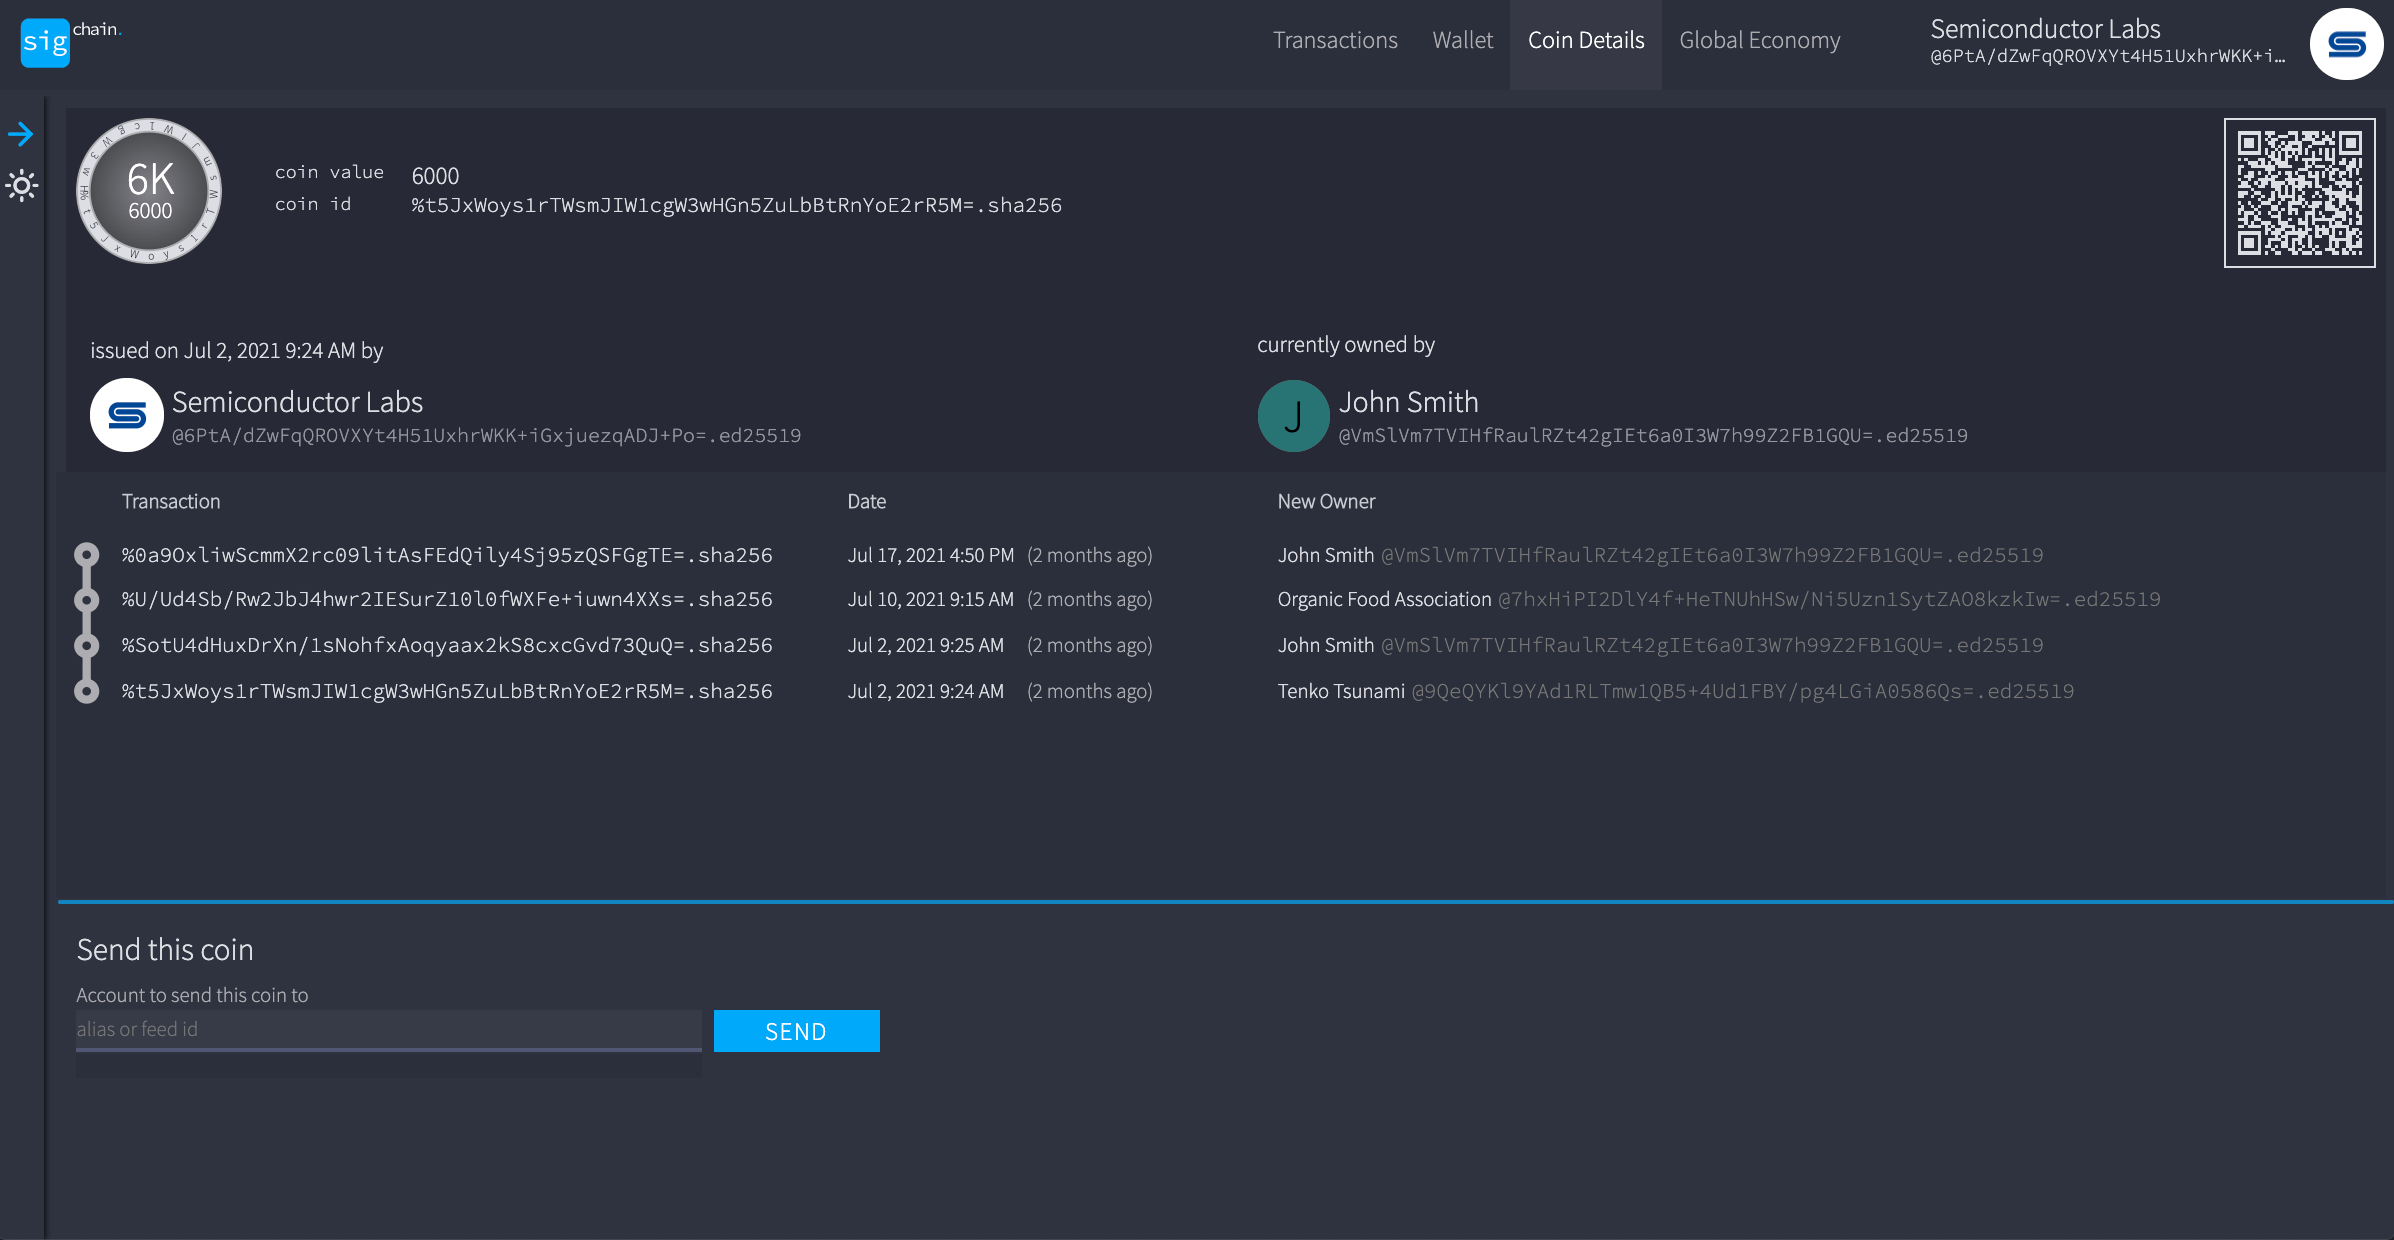 sig chain.
Transactions Wallet Coin Details Global Economy
Semiconductor Labs
@6PtA/dZwFqQROVXYt4H51UxhrWKK+i…
6K
6000
coin value 6000
coin id %t5JxWoys1rTWsmJIW1cgW3wHGn5ZuLbBtRnYoE2rR5M=.sha256
issued on Jul 2, 2021 9:24 AM by
Semiconductor Labs
@6PtA/dZwFqQROVXYt4H51UxhrWKK+iGxjuezqADJ+Po=.ed25519
currently owned by
John Smith
@VmSlVm7TVIHfRaulRZt42gIEt6a0I3W7h99Z2FB1GQU=.ed25519
Transaction Date New Owner
%0a9OxliwScmmX2rc09litAsFEdQily4Sj95zQSFGgTE=.sha256 Jul 17, 2021 4:50 PM (2 months ago) John Smith @VmSlVm7TVIHfRaulRZt42gIEt6a0I3W7h99Z2FB1GQU=.ed25519
%U/Ud4Sb/Rw2JbJ4hwr2IESurZ10l0fWXFe+iuwn4XXs=.sha256 Jul 10, 2021 9:15 AM (2 months ago) Organic Food Association @7hxHiPI2DlY4f+HeTNUhHSw/Ni5Uzn1SytZAO8kzkIw=.ed25519
%SotU4dHuxDrXn/1sNohfxAoqyaax2kS8cxcGvd73QuQ=.sha256 Jul 2, 2021 9:25 AM (2 months ago) John Smith @VmSlVm7TVIHfRaulRZt42gIEt6a0I3W7h99Z2FB1GQU=.ed25519
%t5JxWoys1rTWsmJIW1cgW3wHGn5ZuLbBtRnYoE2rR5M=.sha256 Jul 2, 2021 9:24 AM (2 months ago) Tenko Tsunami @9QeQYKl9YAd1RLTmw1QB5+4Ud1FBY/pg4LGiA0586Qs=.ed25519
Send this coin
Account to send this coin to
alias or feed id
SEND